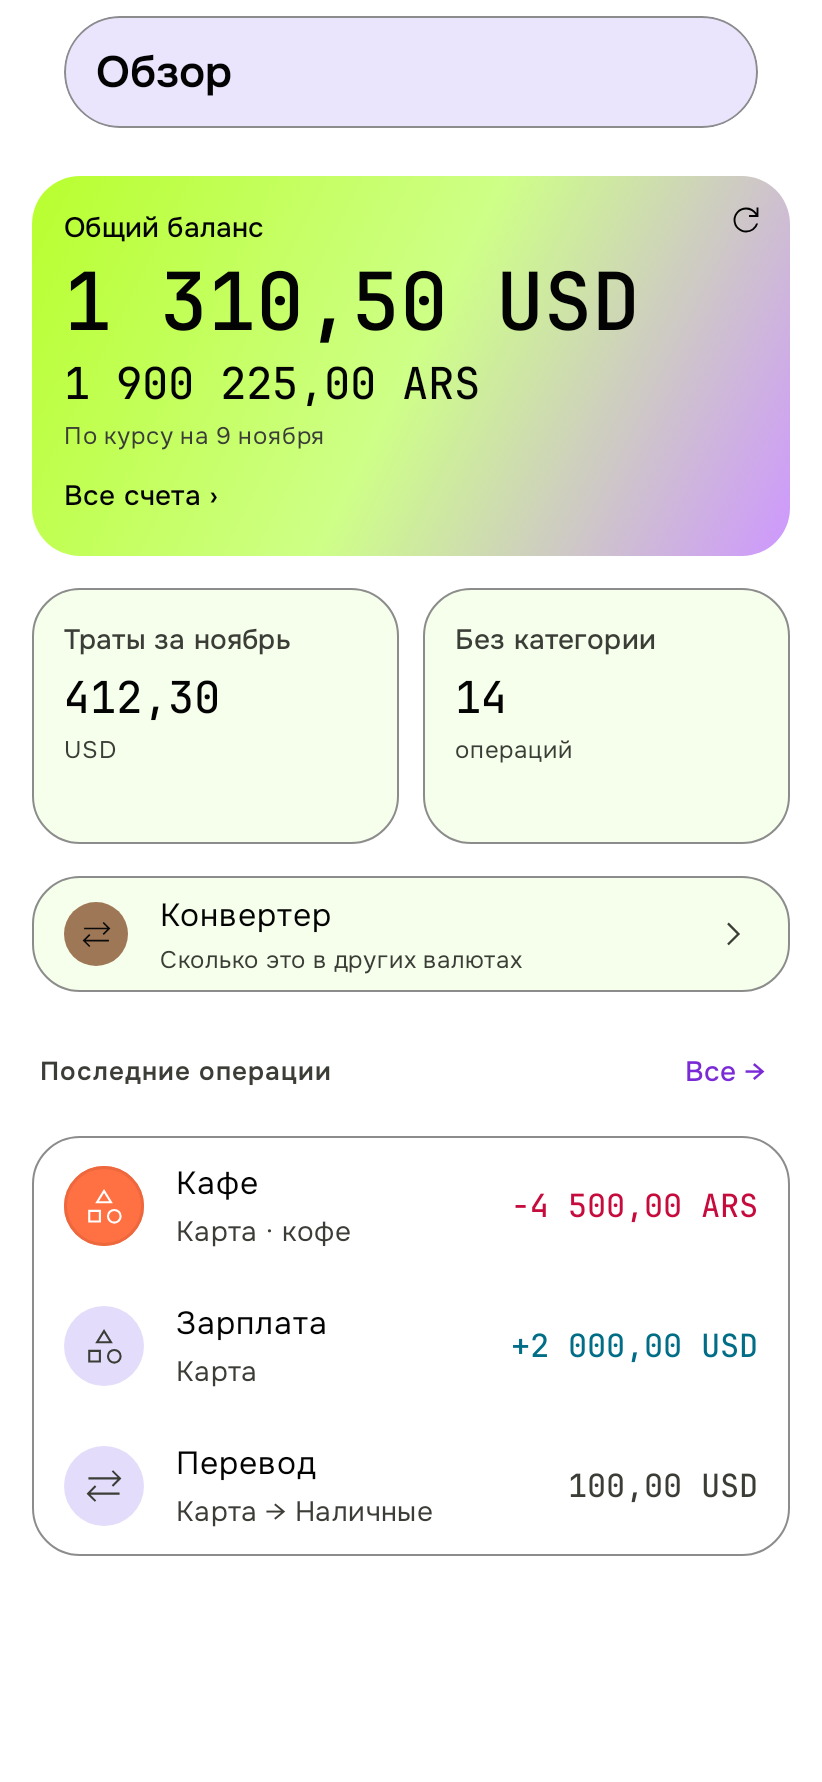 Обзор
Общий баланс
1 310,50 USD
1 900 225,00 ARS
По курсу на 9 ноября
Все счета ›
Траты за ноябрь
412,30
USD
Без категории
14
операций
Конвертер
Сколько это в других валютах
Последние операции
Все →
Кафе
Карта · кофе
-4 500,00 ARS
Зарплата
Карта
+2 000,00 USD
Перевод
Карта → Наличные
100,00 USD